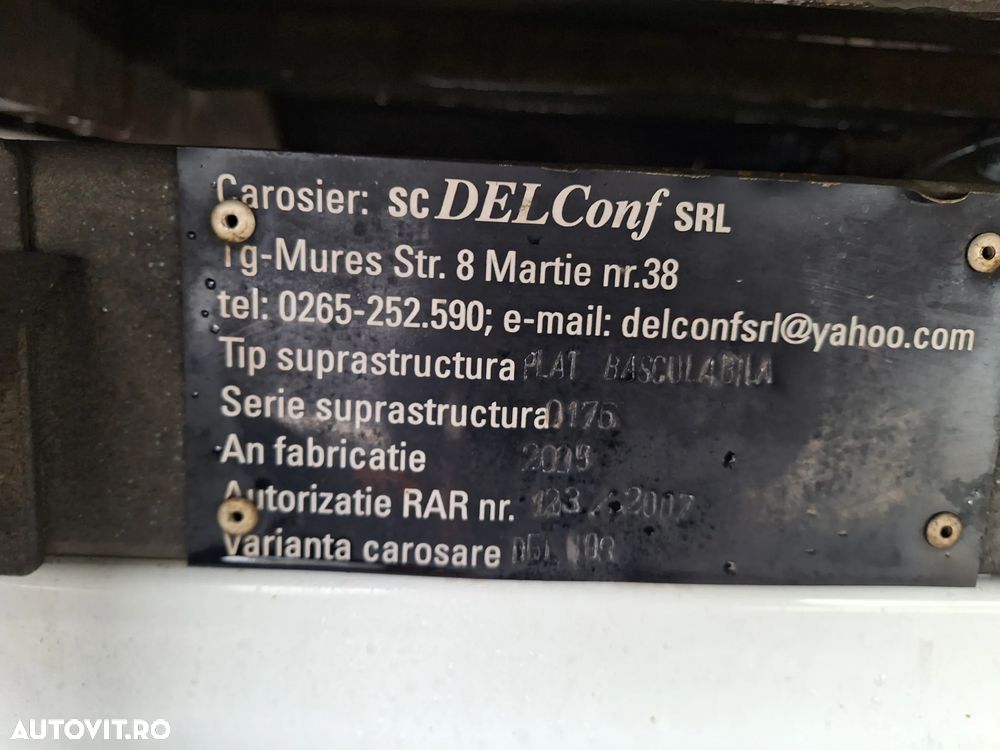 Carosier: SC DELConf SRL
Tg-Mures Str. 8 Martie nr.38
tel: 0265-252.590; e-mail: delconfsrl@yahoo.com
Tip suprastructura PLAT BASCULABILA
Serie suprastructura 0176
An fabricatie
Autorizatie RAR nr.
Varianta carosare
AUTOVIT.RO